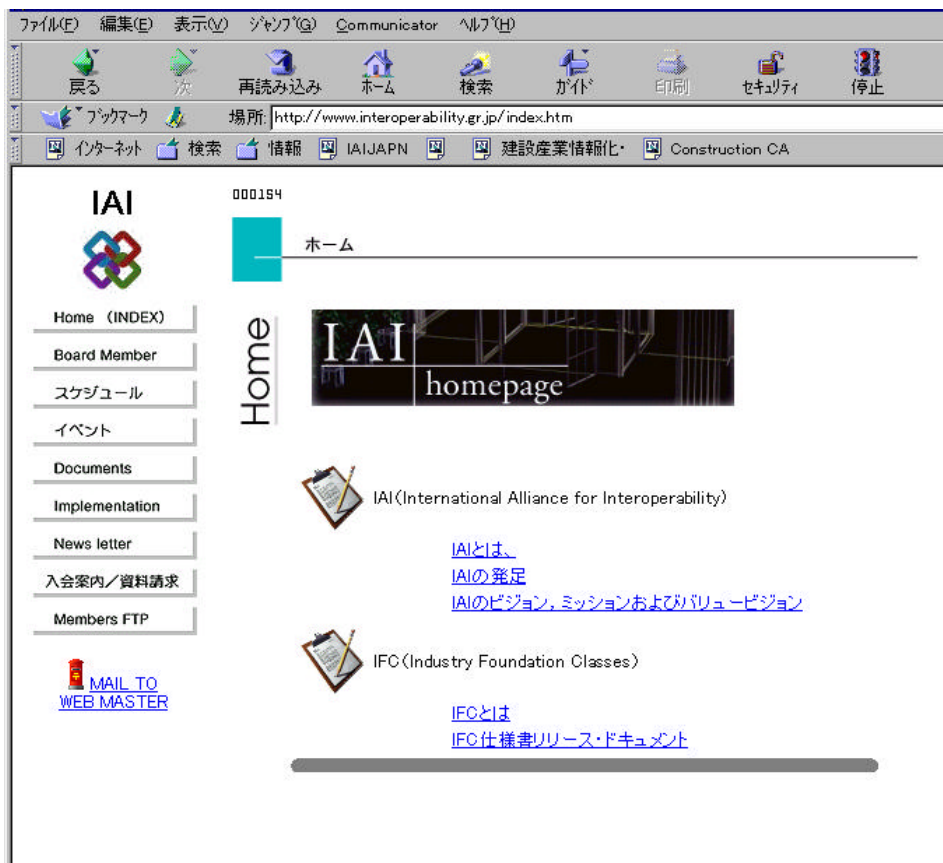 ファイル(F) 編集(E) 表示(V) ジャンプ(G) Communicator ヘルプ(H)
戻る 次 再読み込み ホーム 検索 ガイド 印刷 セキュリティ 停止
ブックマーク 場所: http://www.interoperability.gr.jp/index.htm
インターネット 検索 情報 IAIJAPN 建設産業情報化・ Construction CA
IAI
000154
ホーム
Home (INDEX)
Board Member
スケジュール
イベント
Documents
Implementation
News letter
入会案内／資料請求
Members FTP
MAIL TO
WEB MASTER
Home
IAI
homepage
IAI(International Alliance for Interoperability)
IAIとは、
IAIの発足
IAIのビジョン，ミッションおよびバリュービジョン
IFC(Industry Foundation Classes)
IFCとは
IFC仕様書リリース・ドキュメント